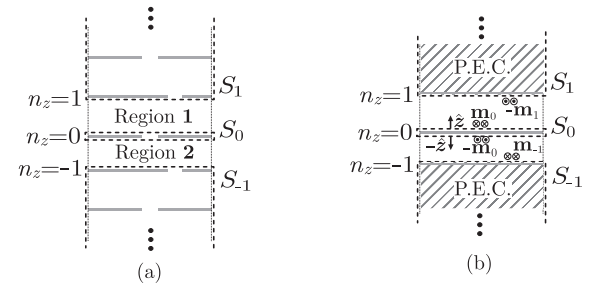 n_z=1
S_1
Region 1
n_z=0
S_0
Region 2
n_z=-1
S_{-1}
(a)
P.E.C.
n_z=1
S_1
m_0
-m_1
ẑ
n_z=0
S_0
-ẑ
-m_0
m_{-1}
n_z=-1
P.E.C.
S_{-1}
(b)